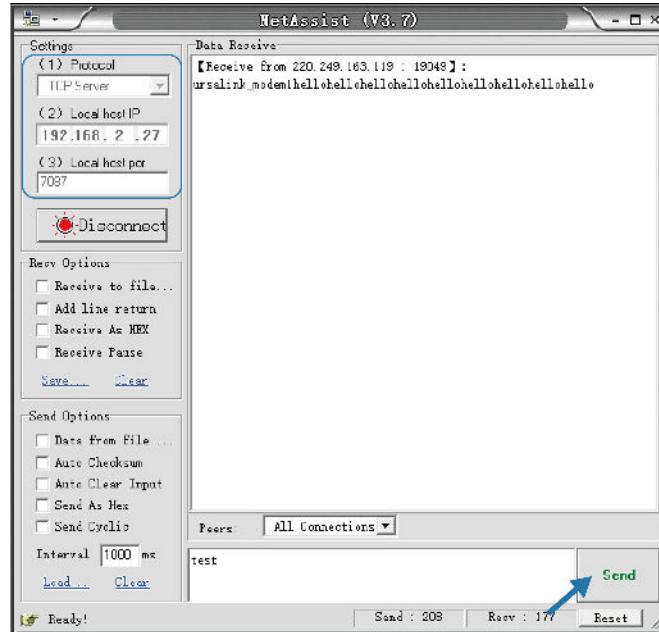 NetAssist (V3.7)
Settings
(1) Protocol
TCP Server
(2) Local host IP
192.168. 2 .27
(3) Local host por
7087
Disconnect
Recv Options
Receive to file...
Add line return
Receive As HEX
Receive Pause
Save...
Clear
Send Options
Data from file ...
Auto Checksum
Auto Clear Input
Send As Hex
Send Cyclic
Interval 1000 ms
Load ...
Clear
Data Receive
【Receive from 220.249.163.119 : 19049】:
ursalink_modem1hellohellohellohellohellohellohellohellohello
Peers:
All Connections
test
Send
Ready!
Send : 208
Recv : 177
Reset